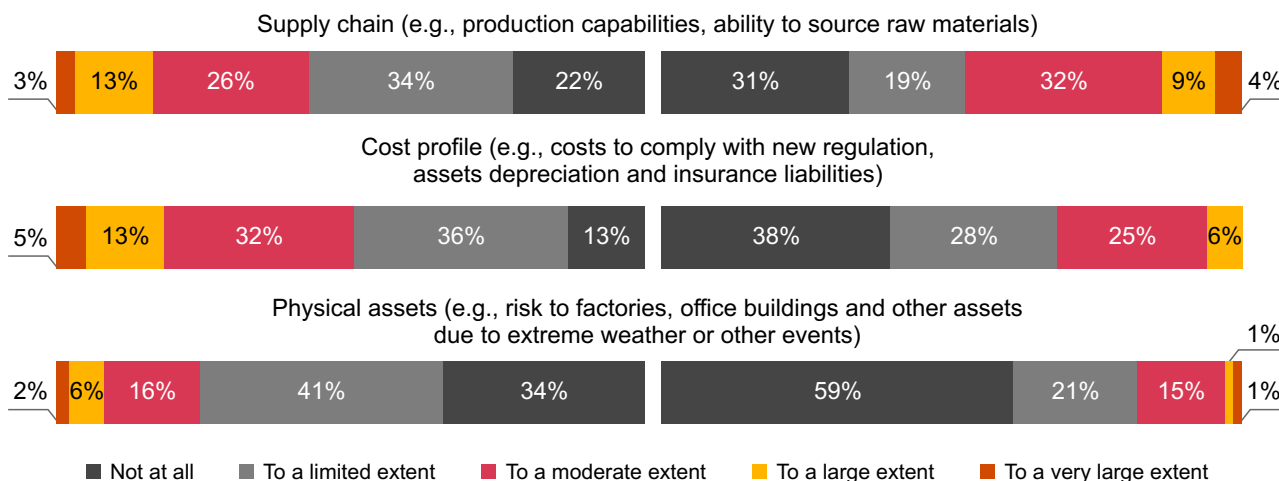 Supply chain (e.g., production capabilities, ability to source raw materials)
3% 13% 26% 34% 22% 31% 19% 32% 9% 4%
Cost profile (e.g., costs to comply with new regulation,
assets depreciation and insurance liabilities)
5% 13% 32% 36% 13% 38% 28% 25% 6%
Physical assets (e.g., risk to factories, office buildings and other assets
due to extreme weather or other events)
1%
2% 6% 16% 41% 34% 59% 21% 15% 1%
Not at all To a limited extent To a moderate extent To a large extent To a very large extent